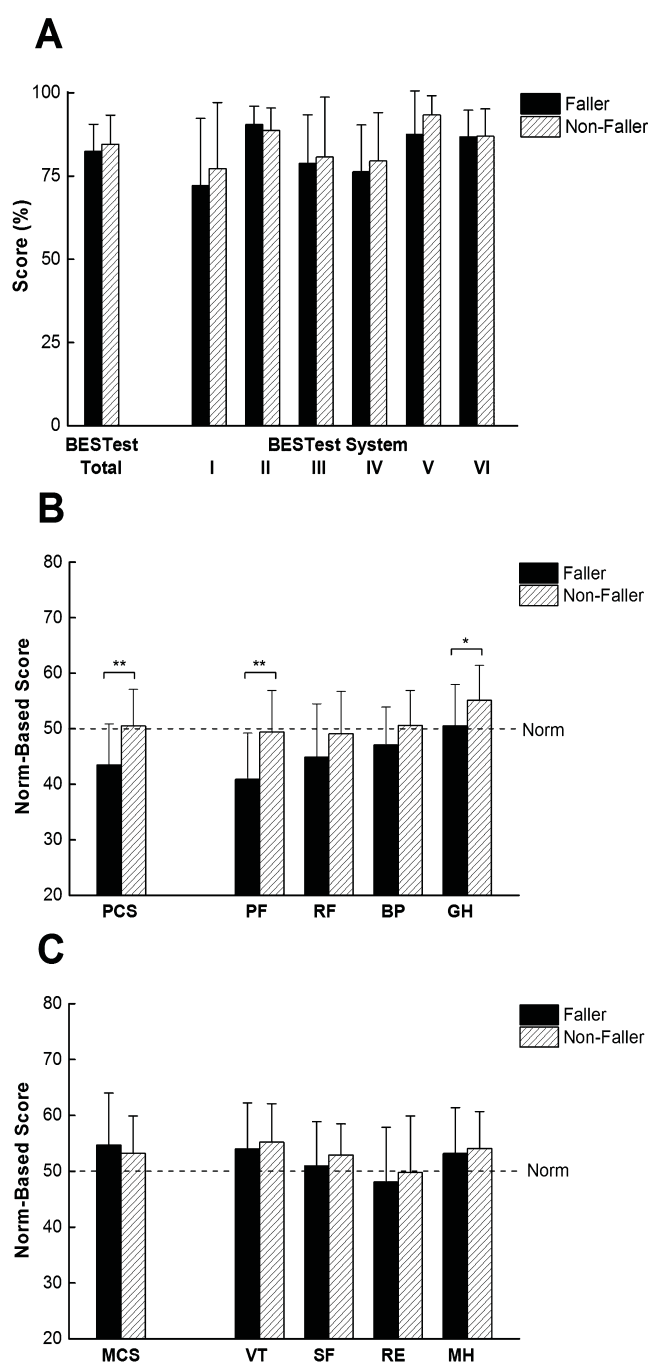 A
100
75
50
25
0
Score (%)
Faller
Non-Faller
BESTest BESTest System
Total I II III IV V VI
B
80
70
60
50
40
30
20
Norm-Based Score
Faller
Non-Faller
** ** *
Norm
PCS PF RF BP GH
C
80
70
60
50
40
30
20
Norm-Based Score
Faller
Non-Faller
Norm
MCS VT SF RE MH